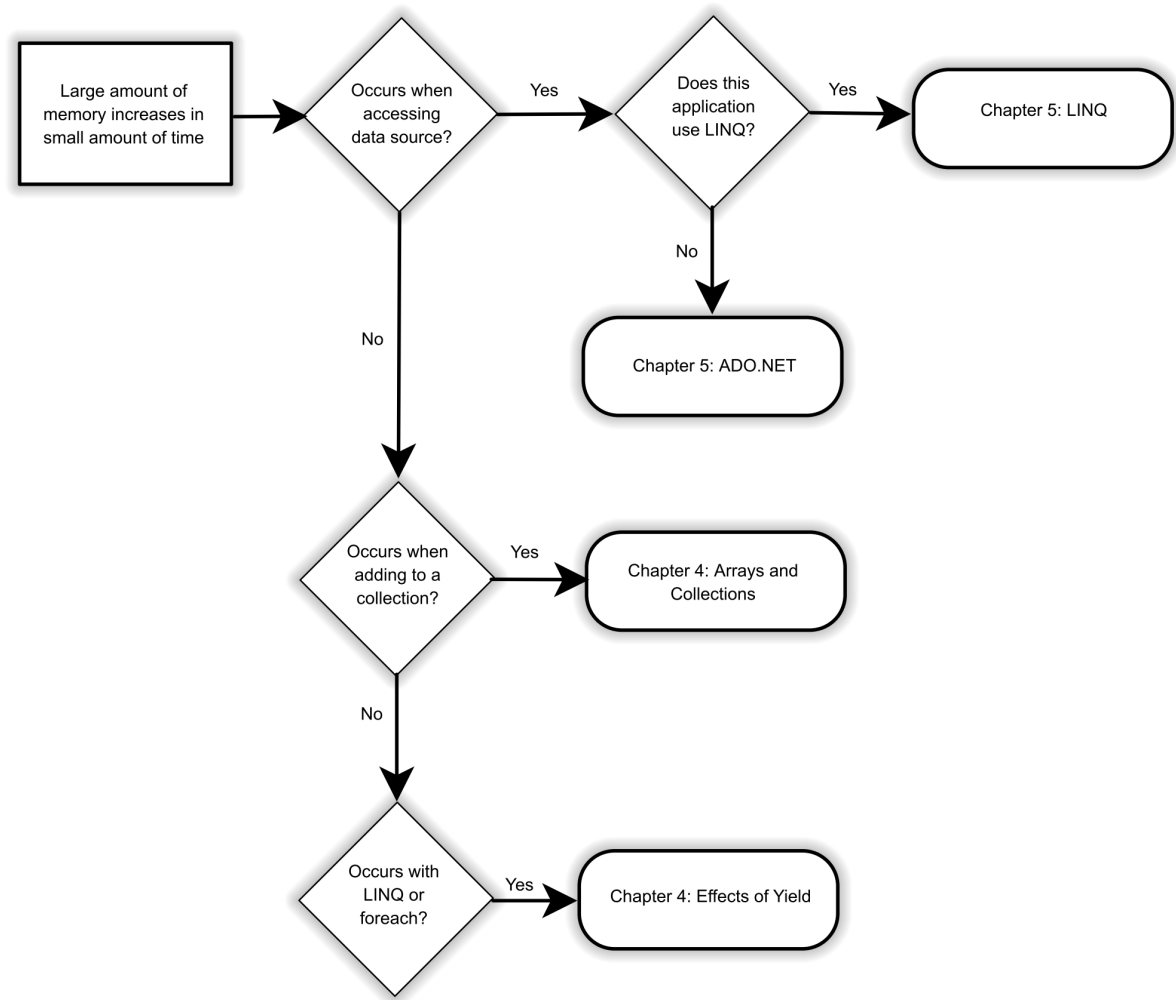 Large amount of
memory increases in
small amount of time
Occurs when
accessing
data source?
Yes
Does this
application
use LINQ?
Yes
Chapter 5: LINQ
No
Chapter 5: ADO.NET
No
Occurs when
adding to a
collection?
Yes
Chapter 4: Arrays and
Collections
No
Occurs with
LINQ or
foreach?
Yes
Chapter 4: Effects of Yield